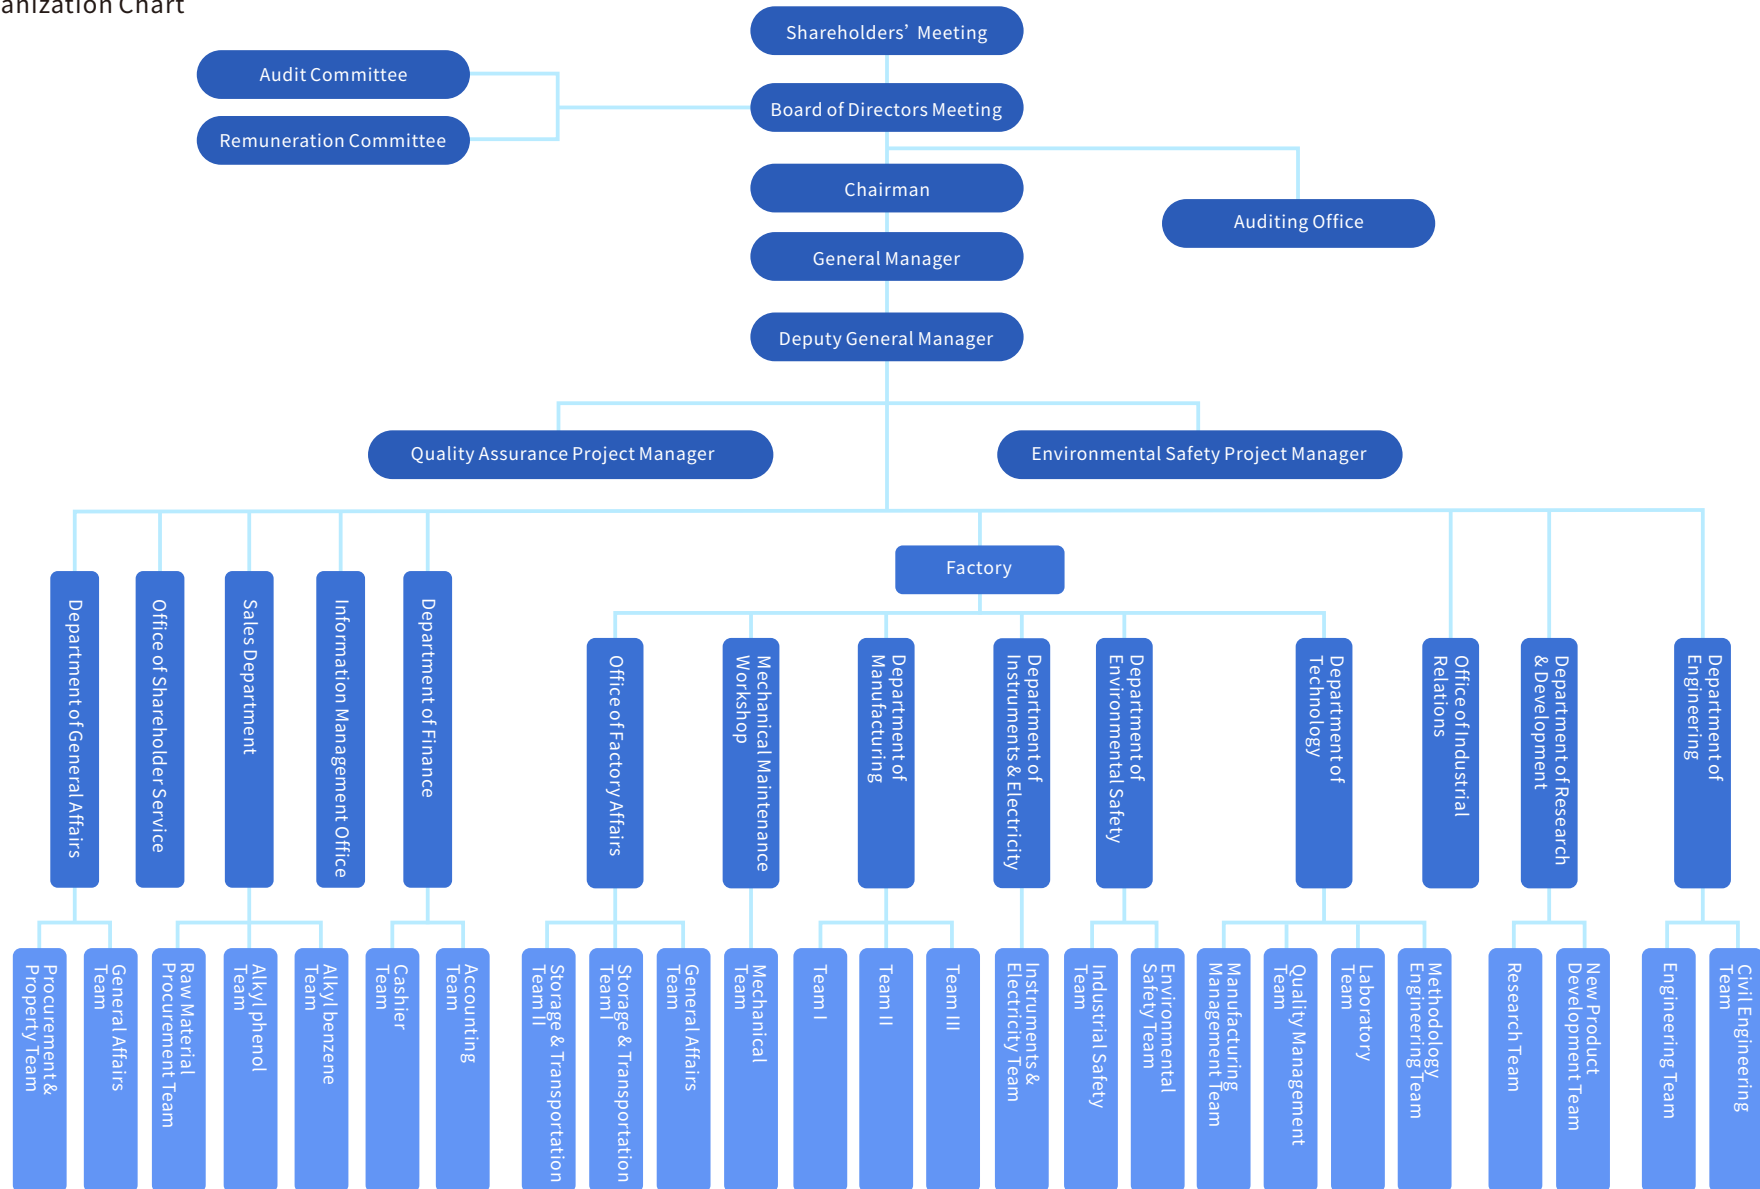 anization Chart
Shareholders’ Meeting
Audit Committee
Board of Directors Meeting
Remuneration Committee
Chairman
Auditing Office
General Manager
Deputy General Manager
Quality Assurance Project Manager
Environmental Safety Project Manager
Factory
Department of General Affairs
Office of Shareholder Service
Sales Department
Information Management Office
Department of Finance
Office of Factory Affairs
Mechanical Maintenance
Workshop
Department of
Manufacturing
Department of
Instruments & Electricity
Department of
Environmental Safety
Department of
Technology
Office of Industrial
Relations
Department of Research
& Development
Department of
Engineering
Procurement &
Property Team
General Affairs
Team
Raw Material
Procurement Team
Alkyl phenol
Team
Alkyl benzene
Team
Cashier
Team
Accounting
Team
Storage & Transportation
Team II
Storage & Transportation
Team I
General Affairs
Team
Mechanical
Team
Team I
Team II
Team III
Instruments &
Electricity Team
Industrial Safety
Team
Environmental
Safety Team
Manufacturing
Management Team
Quality Management
Team
Laboratory
Team
Methodology
Engineering Team
Research Team
New Product
Development Team
Engineering Team
Civil Engineering
Team